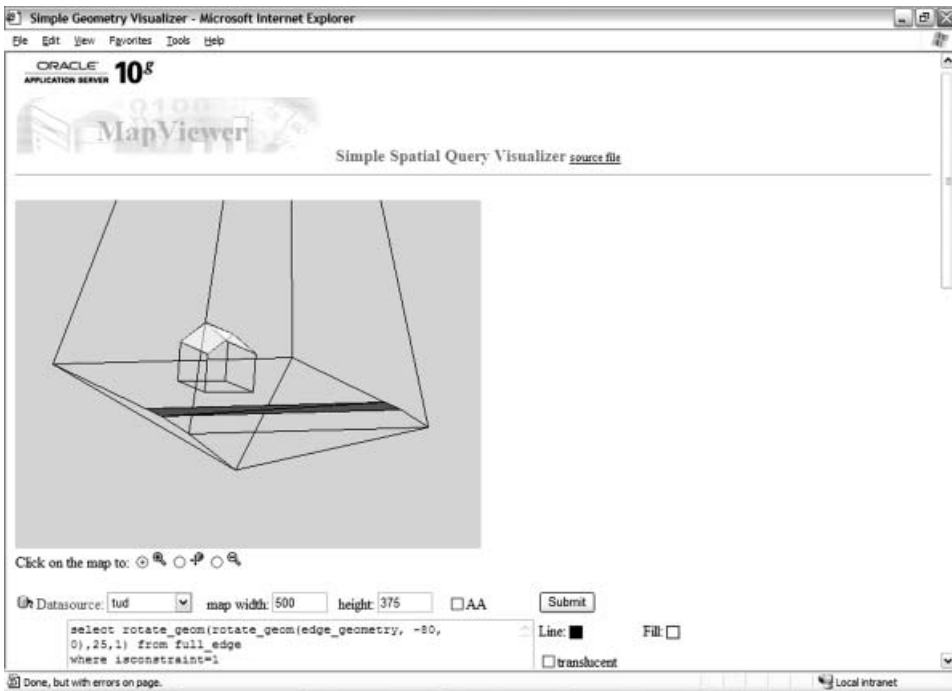 Simple Geometry Visualizer - Microsoft Internet Explorer
File Edit View Favorites Tools Help
ORACLE
APPLICATION SERVER 10g
MapViewer
Simple Spatial Query Visualizer source file
Click on the map to:
Datasource: tud map width: 500 height: 375 AA Submit
select rotate_geom(rotate_geom(edge_geometry, -80,
0),25,1) from full_edge
where isconstraint=1
Line: Fill:
translucent
Done, but with errors on page. Local intranet